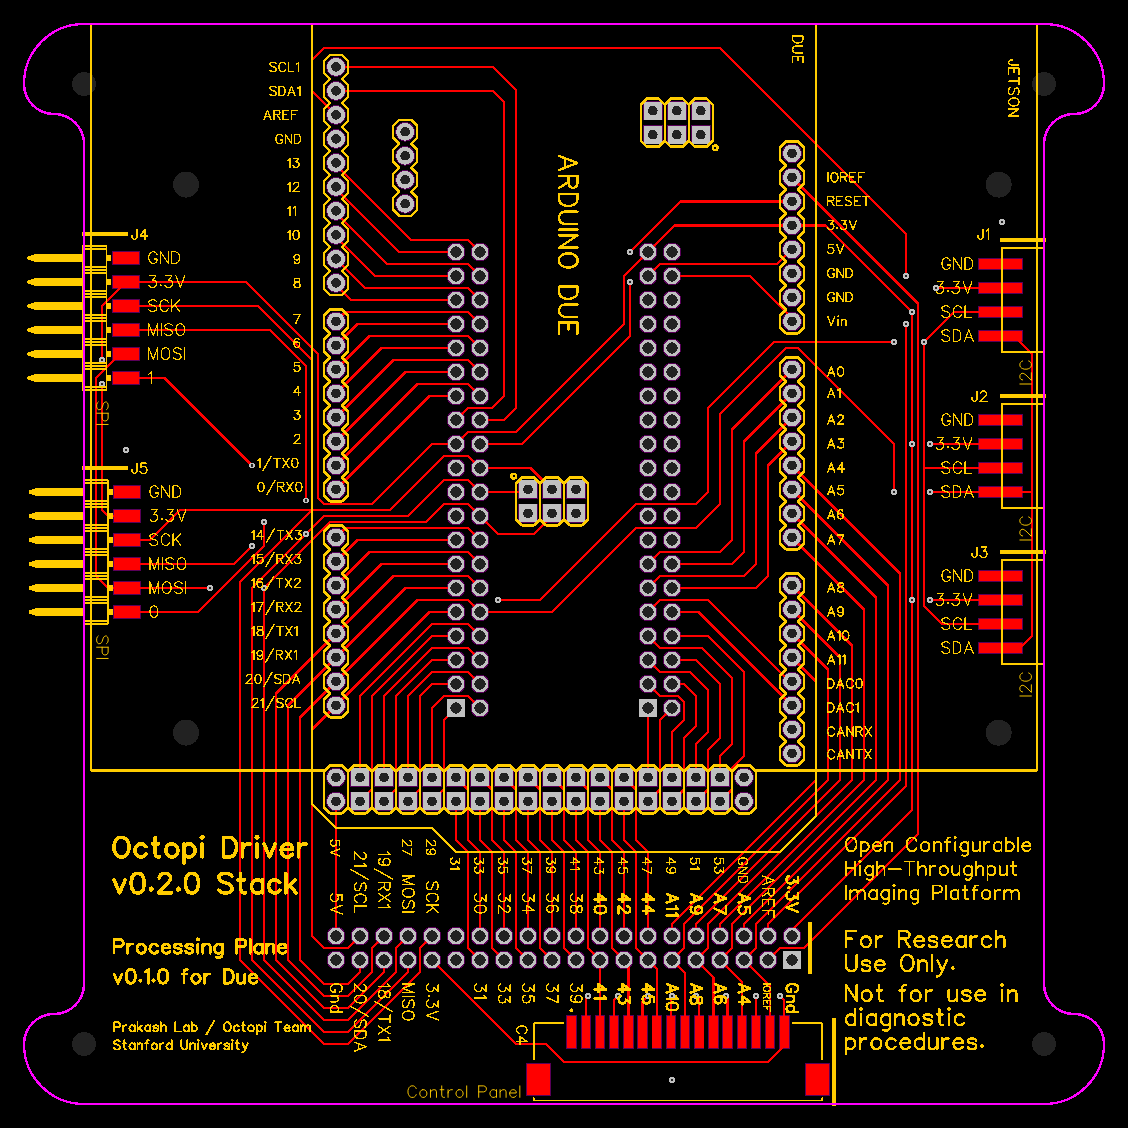 DUE
JETSON
ARDUINO DUE
SCL1
SDA1
AREF
GND
13
12
11
10
9
8
7
6
5
4
3
2
1/TX0
0/RX0
14/TX3
15/RX3
16/TX2
17/RX2
18/TX1
19/RX1
20/SDA
21/SCL
IOREF
RESET
3.3V
5V
GND
GND
Vin
A0
A1
A2
A3
A4
A5
A6
A7
A8
A9
A10
A11
DAC0
DAC1
CANRX
CANTX
J4
GND
3.3V
SCK
MISO
MOSI
1
SPI
J5
GND
3.3V
SCK
MISO
MOSI
0
SPI
J1
GND
3.3V
SCL
SDA
I2C
J2
GND
3.3V
SCL
SDA
I2C
J3
GND
3.3V
SCL
SDA
I2C
5V
21/SCL
19/RX1
27
29
31
33
35
37
39
41
43
45
47
49
51
53
GND
AREF
3.3V
5V
MOSI
SCK
30
32
34
36
38
40
42
44
A11
A9
A7
A5
Gnd
20/SDA
18/TX1
MISO
3.3V
31
33
35
37
39
41
43
45
A10
A8
A6
A4
IOREF
Gnd
Octopi Driver
v0.2.0 Stack
Processing Plane
v0.1.0 for Due
Prakash Lab / Octopi Team
Stanford University
Open Configurable
High-Throughput
Imaging Platform
For Research
Use Only.
Not for use in
diagnostic
procedures.
C4
Control Panel